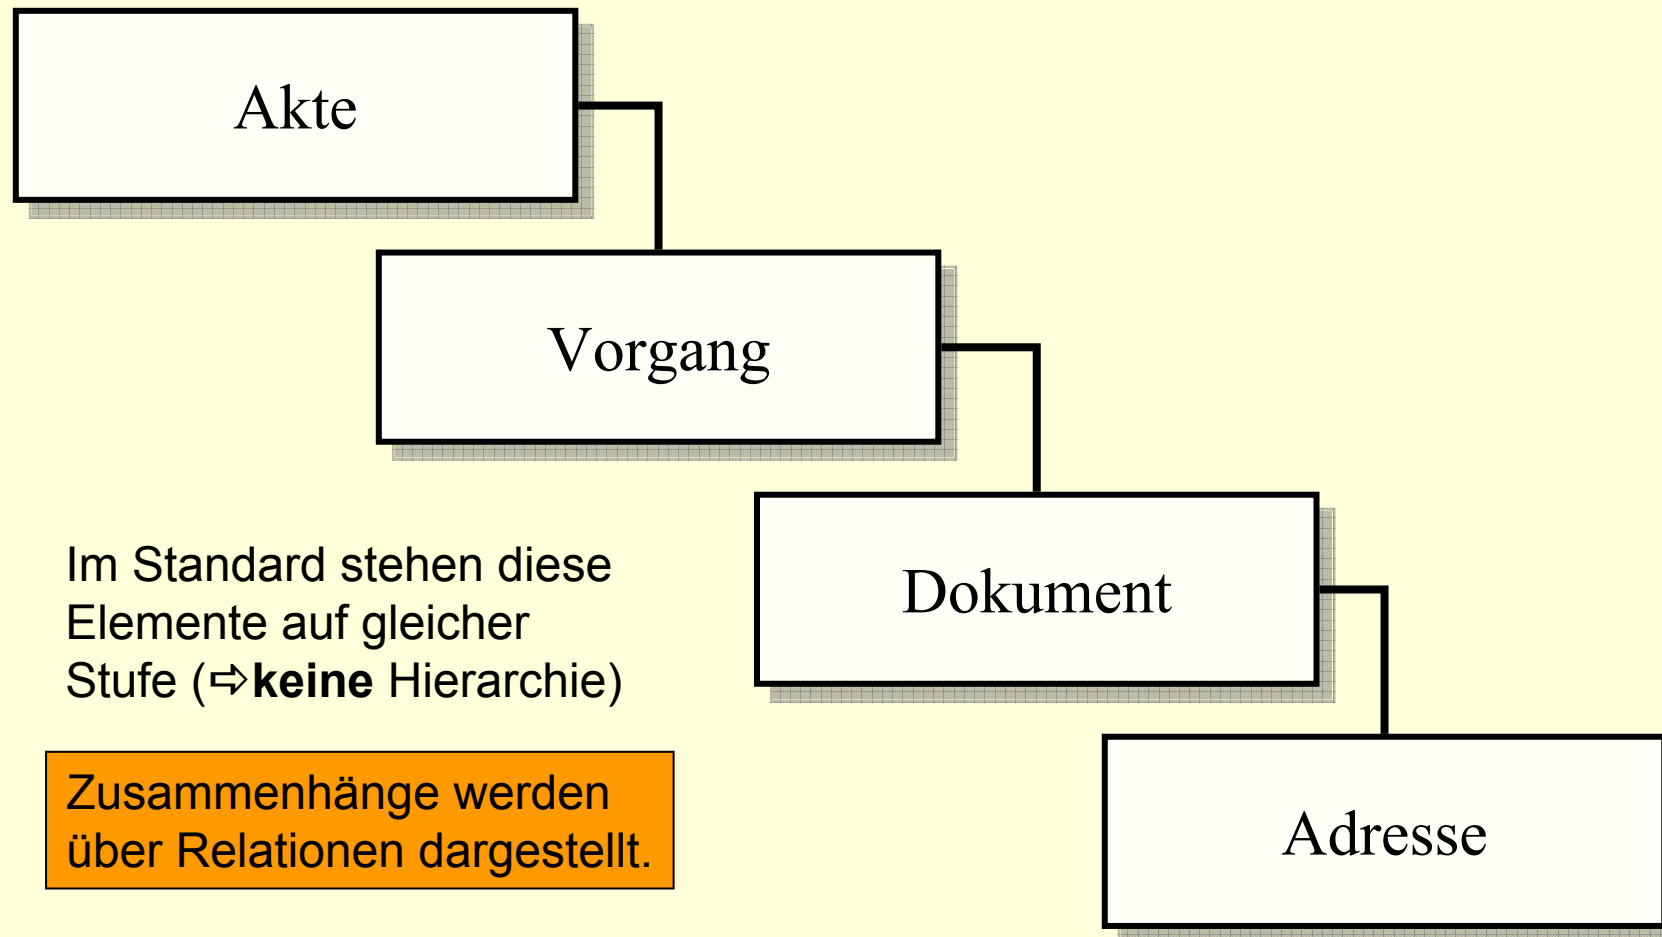 Akte
Vorgang
Dokument
Im Standard stehen diese
Elemente auf gleicher
Stufe (⇨keine Hierarchie)
Zusammenhänge werden
über Relationen dargestellt.
Adresse